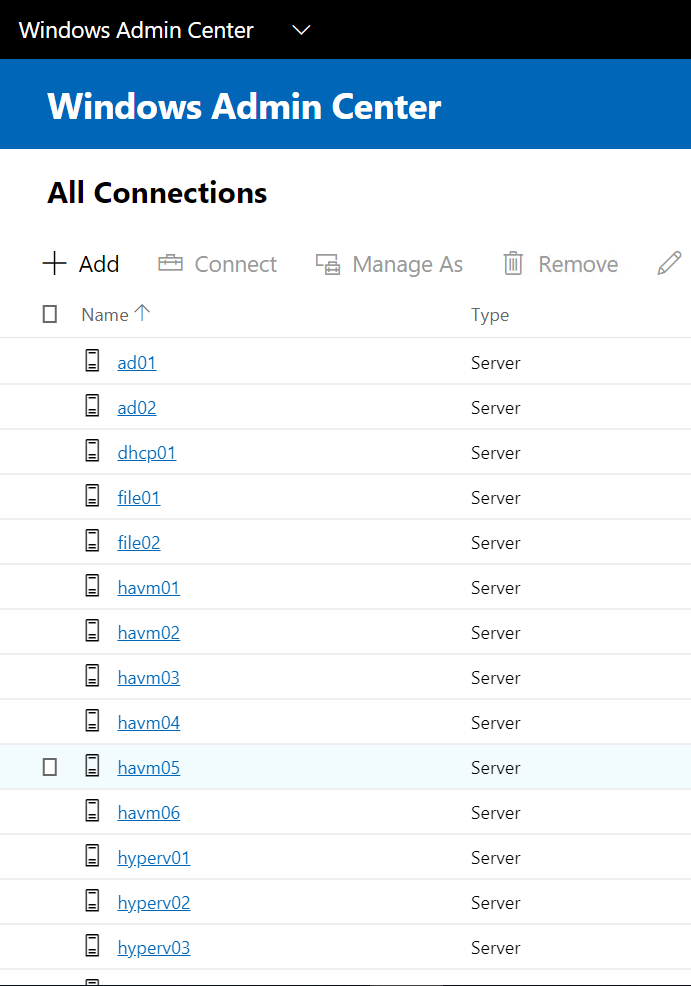 Windows Admin Center
Windows Admin Center
All Connections
Add Connect Manage As Remove
Name Type
ad01 Server
ad02 Server
dhcp01 Server
file01 Server
file02 Server
havm01 Server
havm02 Server
havm03 Server
havm04 Server
havm05 Server
havm06 Server
hyperv01 Server
hyperv02 Server
hyperv03 Server